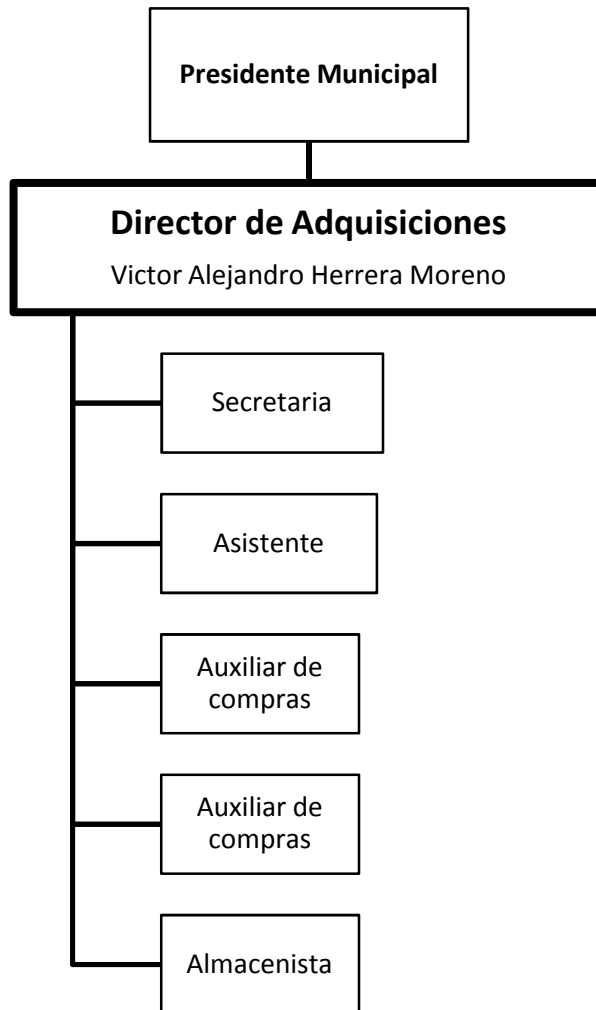 Presidente Municipal
Director de Adquisiciones
Victor Alejandro Herrera Moreno
Secretaria
Asistente
Auxiliar de
compras
Auxiliar de
compras
Almacenista